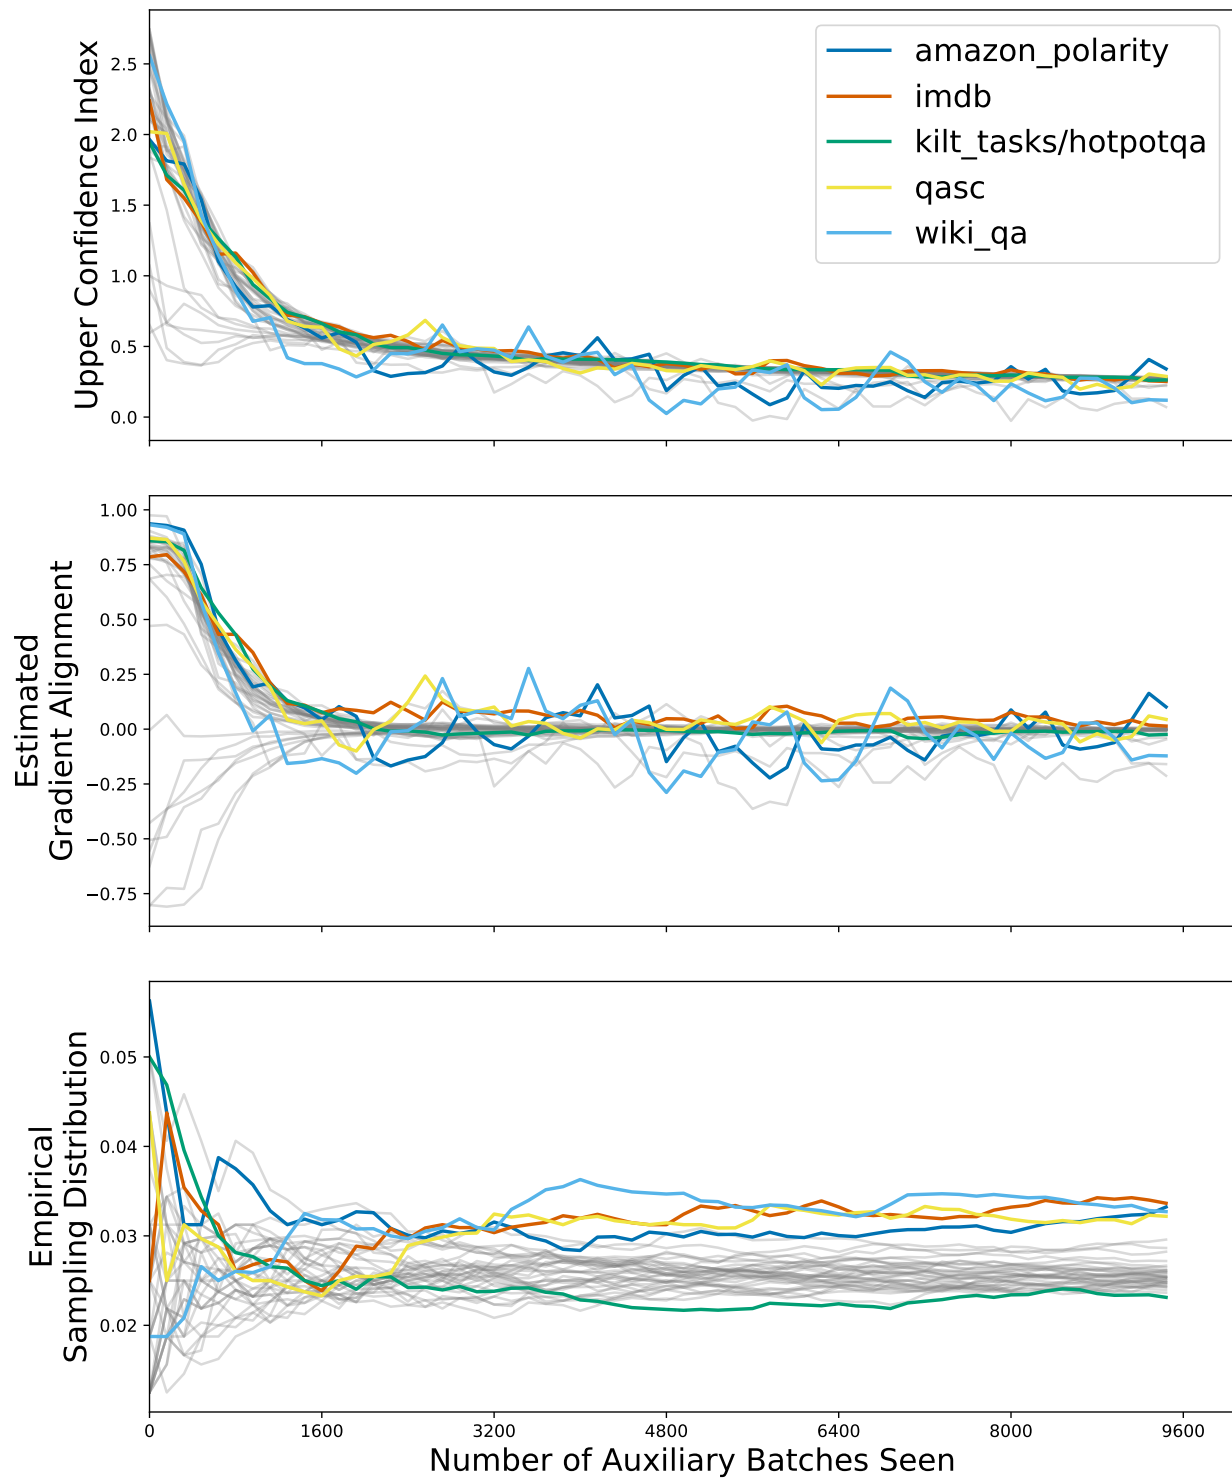 Upper Confidence Index
2.5
2.0
1.5
1.0
0.5
0.0
amazon_polarity
imdb
kilt_tasks/hotpotqa
qasc
wiki_qa
Estimated
Gradient Alignment
1.00
0.75
0.50
0.25
0.00
−0.25
−0.50
−0.75
Empirical
Sampling Distribution
0.05
0.04
0.03
0.02
0 1600 3200 4800 6400 8000 9600
Number of Auxiliary Batches Seen